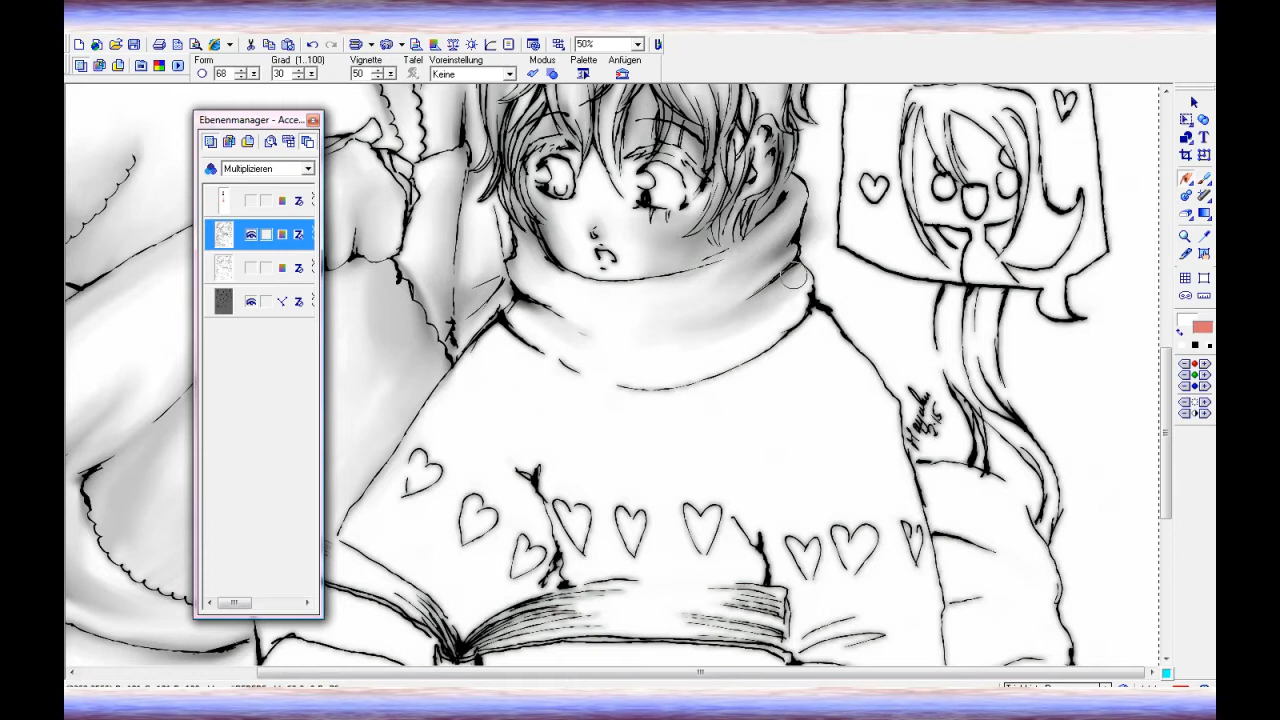 50%
Form
Grad (1..100)
Vignette
Tafel
Voreinstellung
Modus
Palette
Anfügen
68
30
50
Keine
Ebenenmanager - Acce...
Multiplizieren